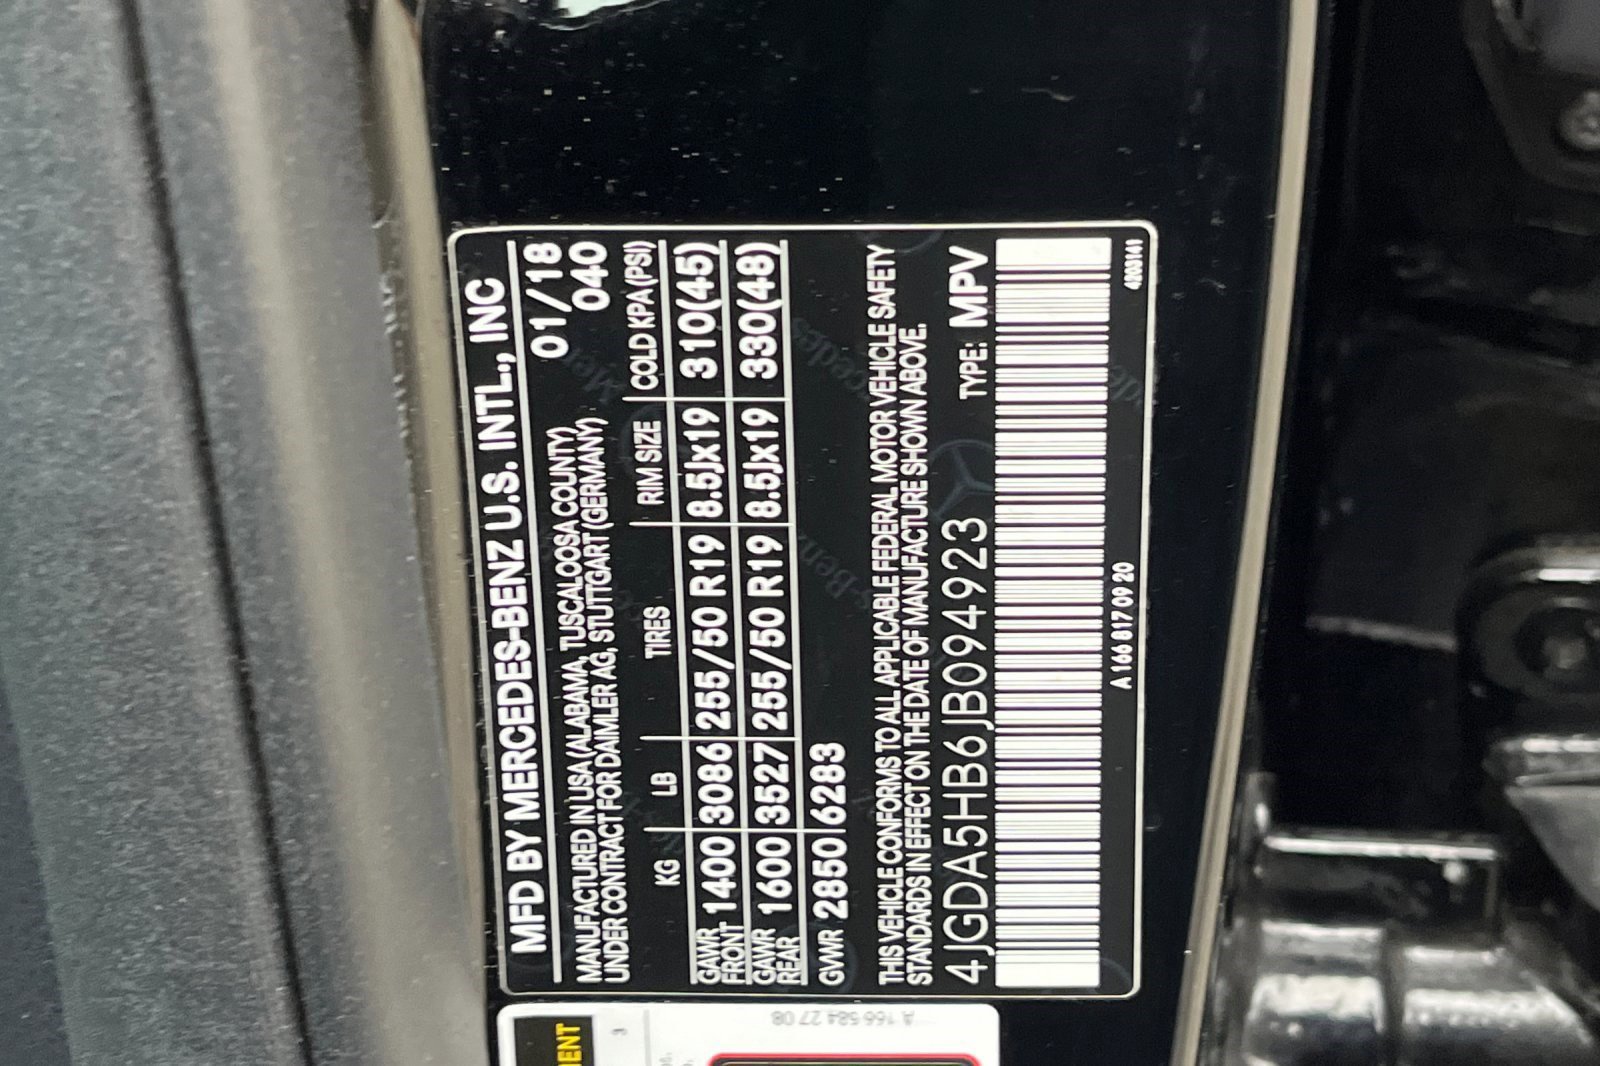 MFD BY MERCEDES-BENZ U.S. INTL., INC
01/18
MANUFACTURED IN USA (ALABAMA, TUSCALOOSA COUNTY)
UNDER CONTRACT FOR DAIMLER AG, STUTTGART (GERMANY) 040
KG LB TIRES RIM SIZE COLD KPA (PSI)
GAWR FRONT 1400 3086 255/50 R19 8.5Jx19 310(45)
GAWR REAR 1600 3527 255/50 R19 8.5Jx19 330(48)
GVWR 2850 6283
THIS VEHICLE CONFORMS TO ALL APPLICABLE FEDERAL MOTOR VEHICLE SAFETY
STANDARDS IN EFFECT ON THE DATE OF MANUFACTURE SHOWN ABOVE.
4JGDA5HB6JB094923 TYPE: MPV
A 166 817 09 20 4203141
A 166 584 27 08